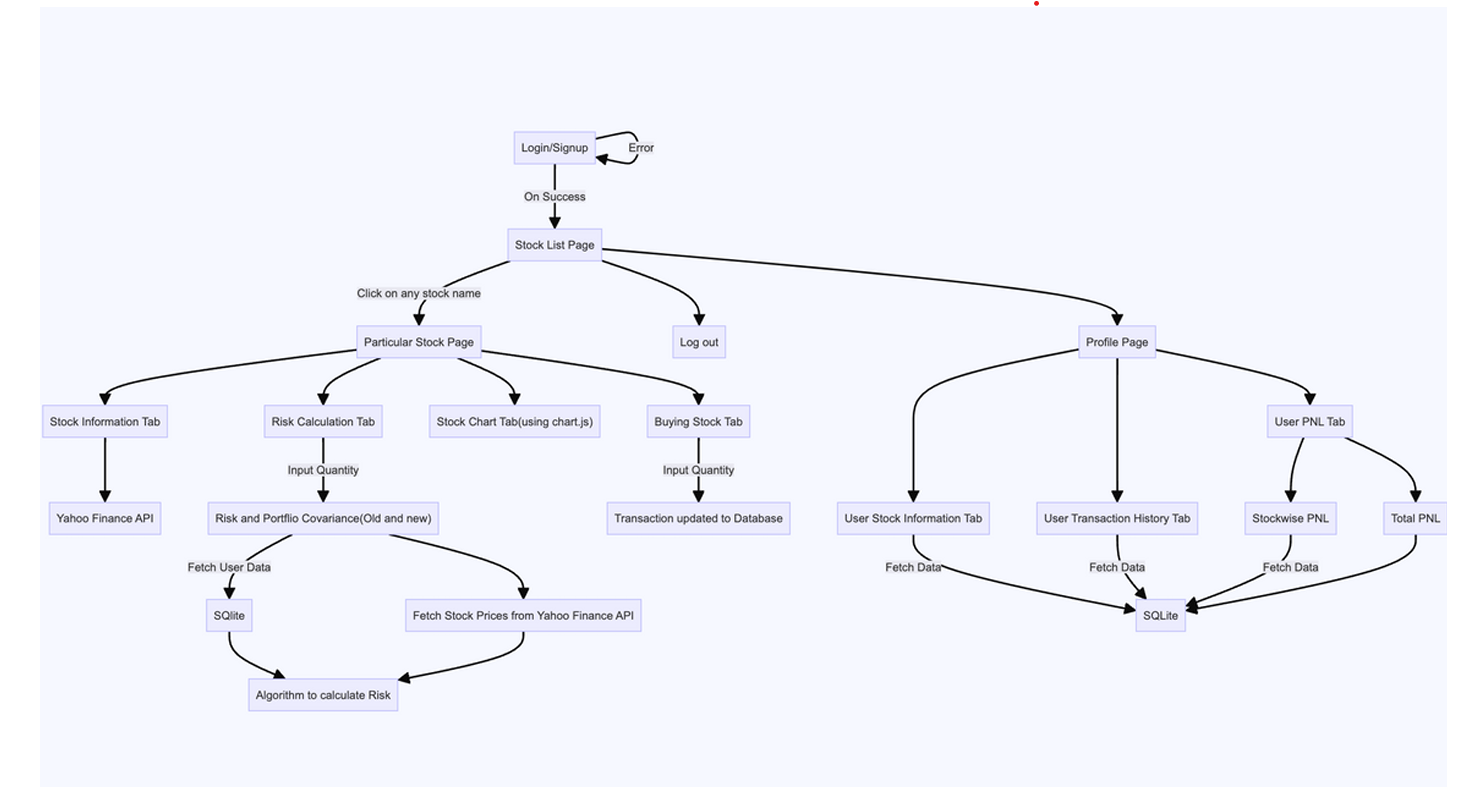 Login/Signup
Error
On Success
Stock List Page
Click on any stock name
Particular Stock Page
Log out
Profile Page
Stock Information Tab
Risk Calculation Tab
Stock Chart Tab(using chart.js)
Buying Stock Tab
User PNL Tab
Input Quantity
Input Quantity
Yahoo Finance API
Risk and Portflio Covariance(Old and new)
Transaction updated to Database
User Stock Information Tab
User Transaction History Tab
Stockwise PNL
Total PNL
Fetch User Data
Fetch Data
Fetch Data
Fetch Data
SQlite
Fetch Stock Prices from Yahoo Finance API
SQLite
Algorithm to calculate Risk